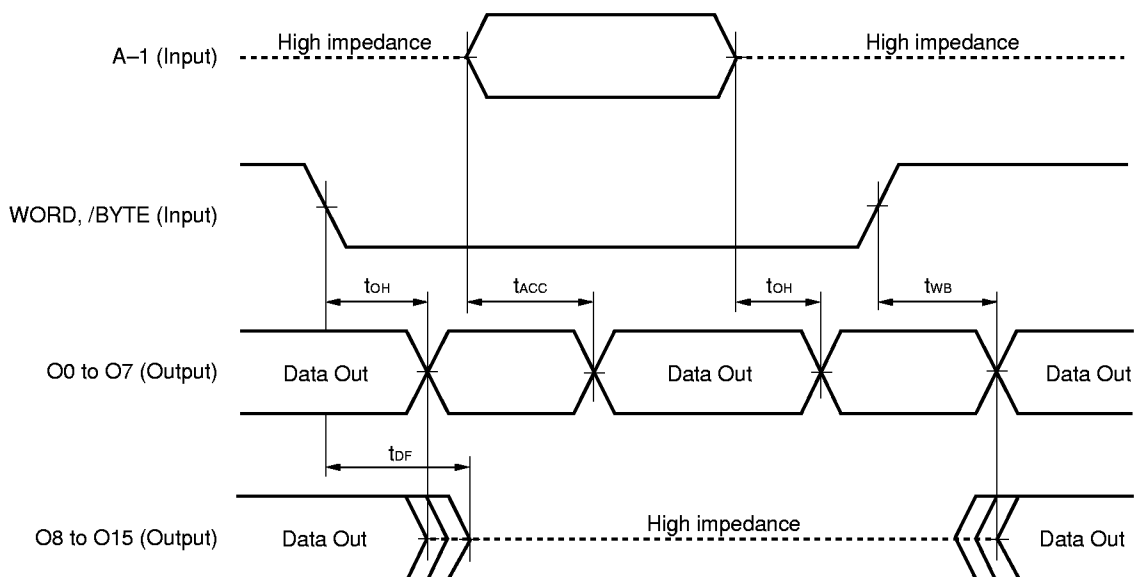 A–1 (Input)
High impedance
High impedance
WORD, /BYTE (Input)
tOH
tACC
tOH
tWB
O0 to O7 (Output)
Data Out
Data Out
Data Out
tDF
O8 to O15 (Output)
Data Out
High impedance
Data Out